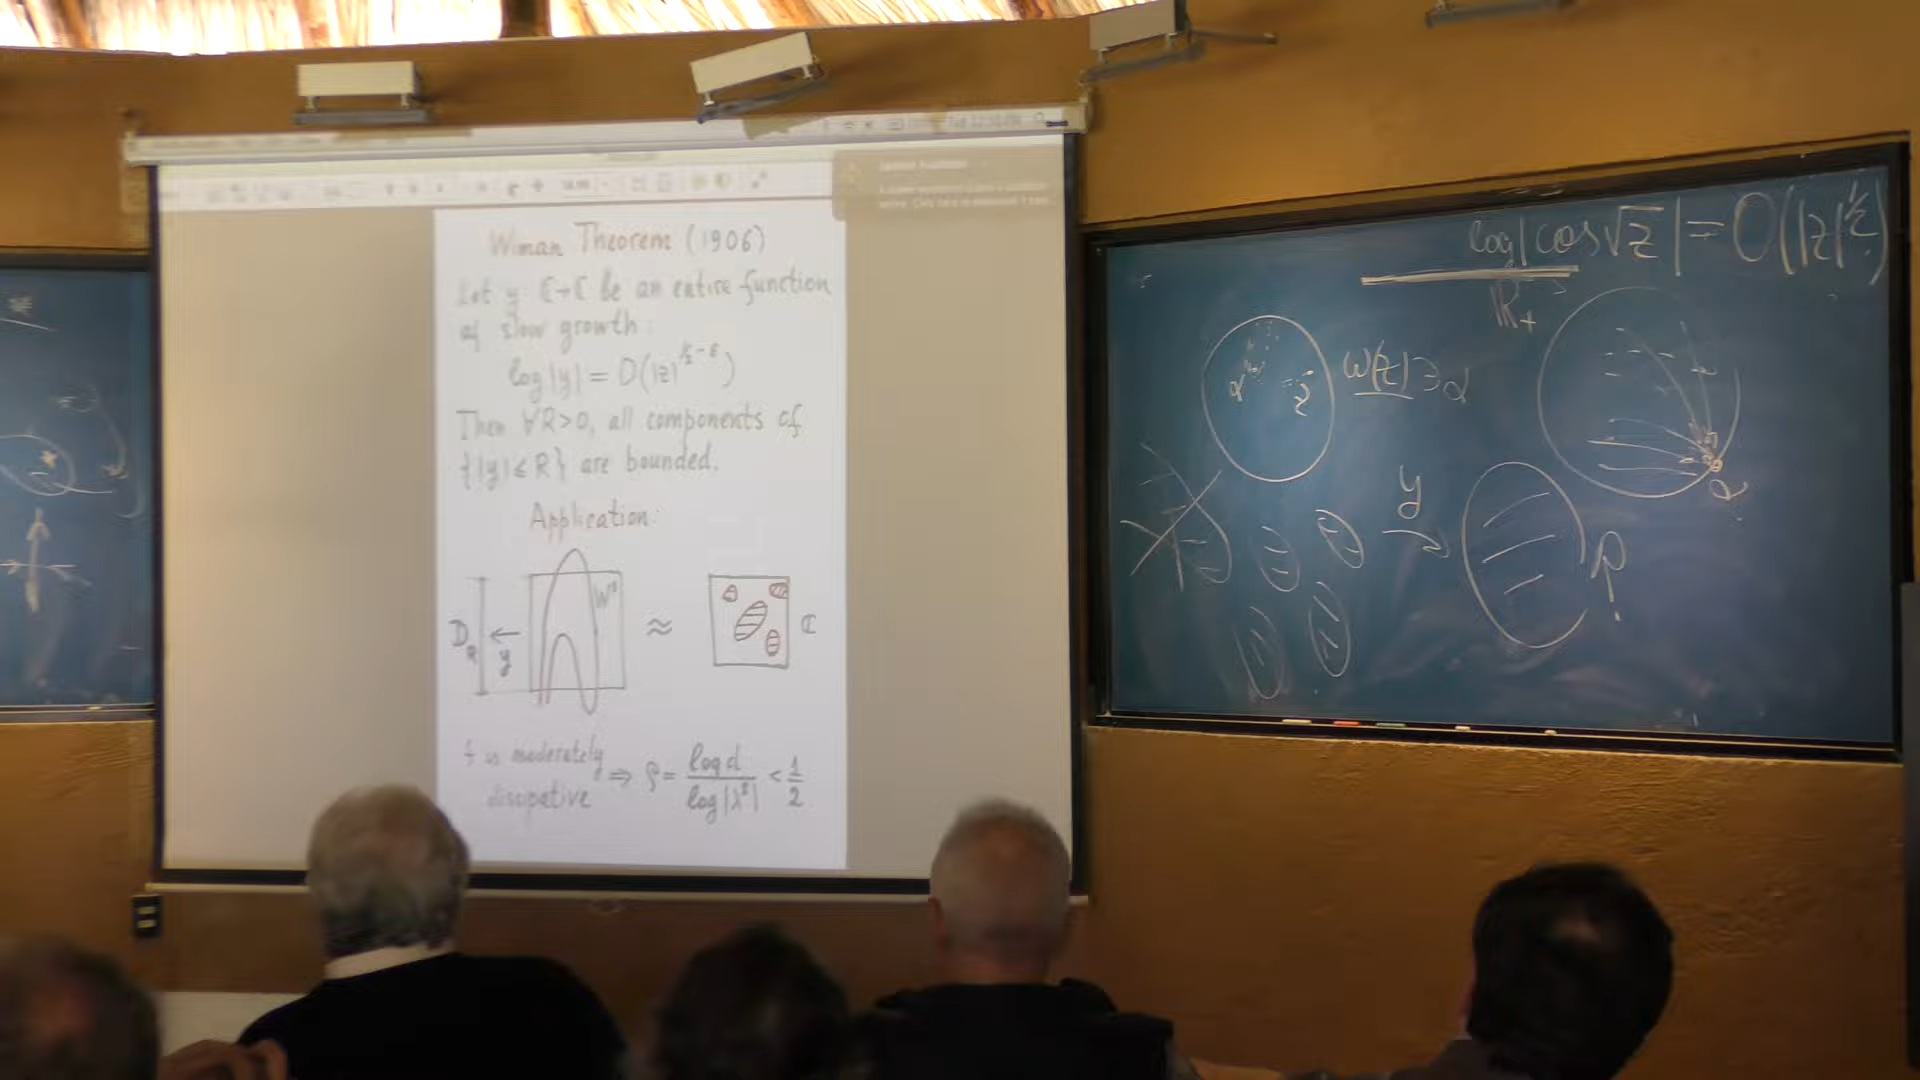 Wiman Theorem (1906)
Let y: ℂ→ℂ be an entire function
of slow growth:
log|y| = O(|z|^{1/2-ε})
Then ∀R>0, all components of
{|y|≤R} are bounded.
Application:
W^s
D_R
←
y
≈
ℂ
f is moderately
dissipative
⇒ ρ = log d / log|λ^s| < 1/2
log|cos√z| = O(|z|^{1/2})
ℝ+
α
z
ω(z)∋α
α
y